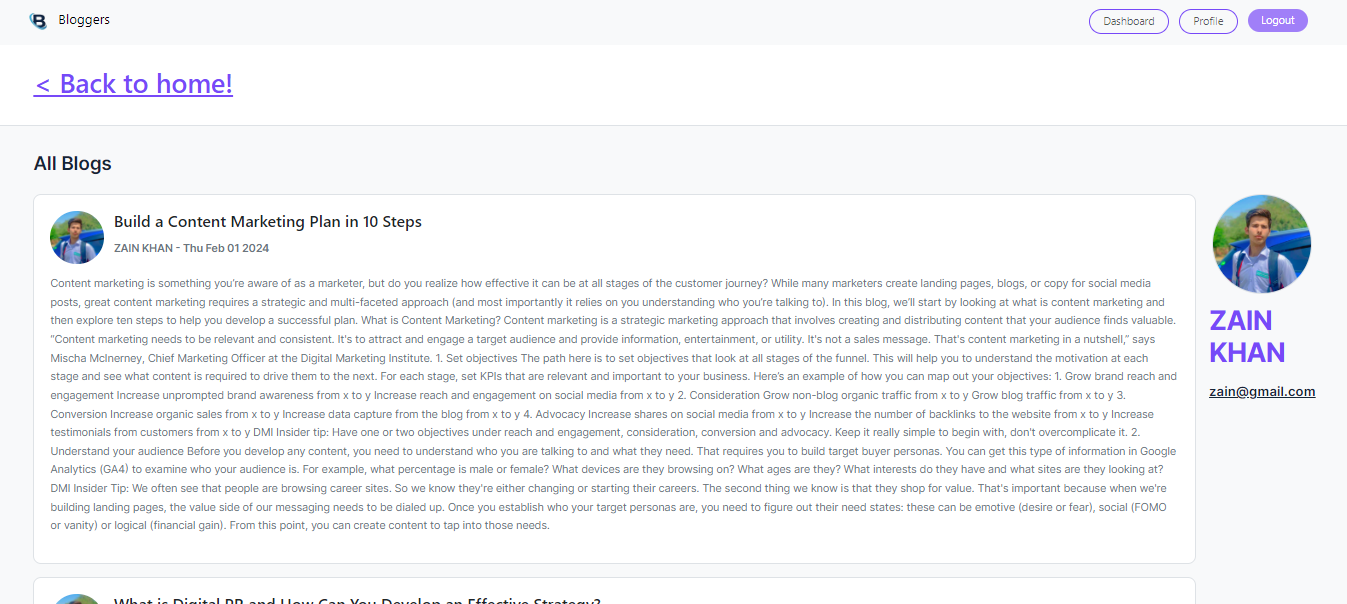 B Bloggers
Dashboard
Profile
Logout
< Back to home!
All Blogs
Build a Content Marketing Plan in 10 Steps
ZAIN KHAN - Thu Feb 01 2024
Content marketing is something you're aware of as a marketer, but do you realize how effective it can be at all stages of the customer journey? While many marketers create landing pages, blogs, or copy for social media
posts, great content marketing requires a strategic and multi-faceted approach (and most importantly it relies on you understanding who you're talking to). In this blog, we'll start by looking at what is content marketing and
then explore ten steps to help you develop a successful plan. What is Content Marketing? Content marketing is a strategic marketing approach that involves creating and distributing content that your audience finds valuable.
"Content marketing needs to be relevant and consistent. It's to attract and engage a target audience and provide information, entertainment, or utility. It's not a sales message. That's content marketing in a nutshell,” says
Mischa McInerney, Chief Marketing Officer at the Digital Marketing Institute. 1. Set objectives The path here is to set objectives that look at all stages of the funnel. This will help you to understand the motivation at each
stage and see what content is required to drive them to the next. For each stage, set KPIs that are relevant and important to your business. Here’s an example of how you can map out your objectives: 1. Grow brand reach and
engagement Increase unprompted brand awareness from x to y Increase reach and engagement on social media from x to y 2. Consideration Grow non-blog organic traffic from x to y Grow blog traffic from x to y 3.
Conversion Increase organic sales from x to y Increase data capture from the blog from x to y 4. Advocacy Increase shares on social media from x to y Increase the number of backlinks to the website from x to y Increase
testimonials from customers from x to y DMI Insider tip: Have one or two objectives under reach and engagement, consideration, conversion and advocacy. Keep it really simple to begin with, don't overcomplicate it. 2.
Understand your audience Before you develop any content, you need to understand who you are talking to and what they need. That requires you to build target buyer personas. You can get this type of information in Google
Analytics (GA4) to examine who your audience is. For example, what percentage is male or female? What devices are they browsing on? What ages are they? What interests do they have and what sites are they looking at?
DMI Insider Tip: We often see that people are browsing career sites. So we know they're either changing or starting their careers. The second thing we know is that they shop for value. That's important because when we're
building landing pages, the value side of our messaging needs to be dialed up. Once you establish who your target personas are, you need to figure out their need states: these can be emotive (desire or fear), social (FOMO
or vanity) or logical (financial gain). From this point, you can create content to tap into those needs.
ZAIN
KHAN
zain@gmail.com
What is Digital PR and How Can You Develop an Effective Strategy?